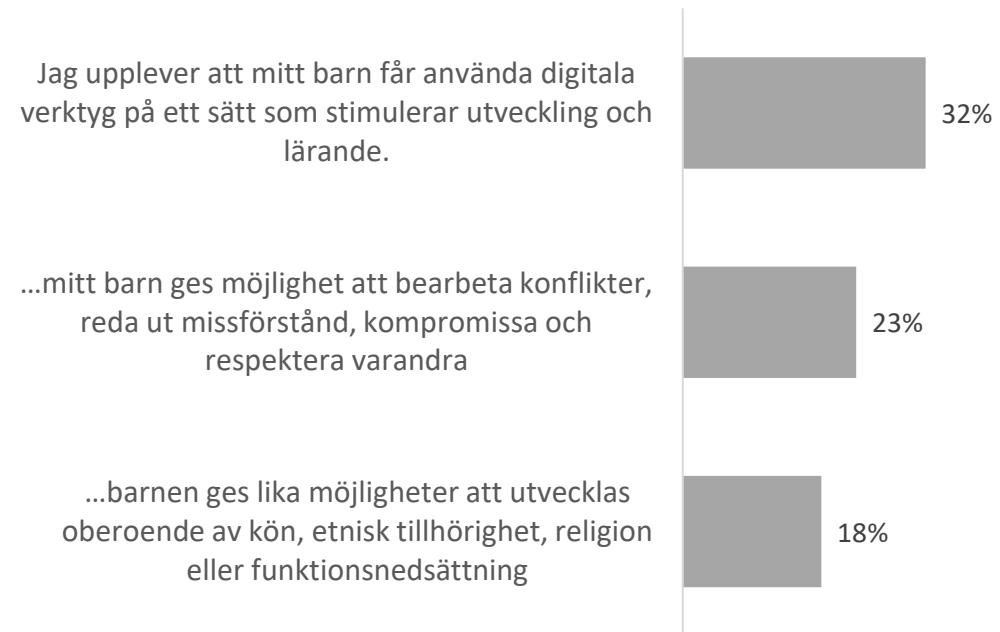 Jag upplever att mitt barn får använda digitala
verktyg på ett sätt som stimulerar utveckling och
lärande.
32%
…mitt barn ges möjlighet att bearbeta konflikter,
reda ut missförstånd, kompromissa och
respektera varandra
23%
…barnen ges lika möjligheter att utvecklas
oberoende av kön, etnisk tillhörighet, religion
eller funktionsnedsättning
18%